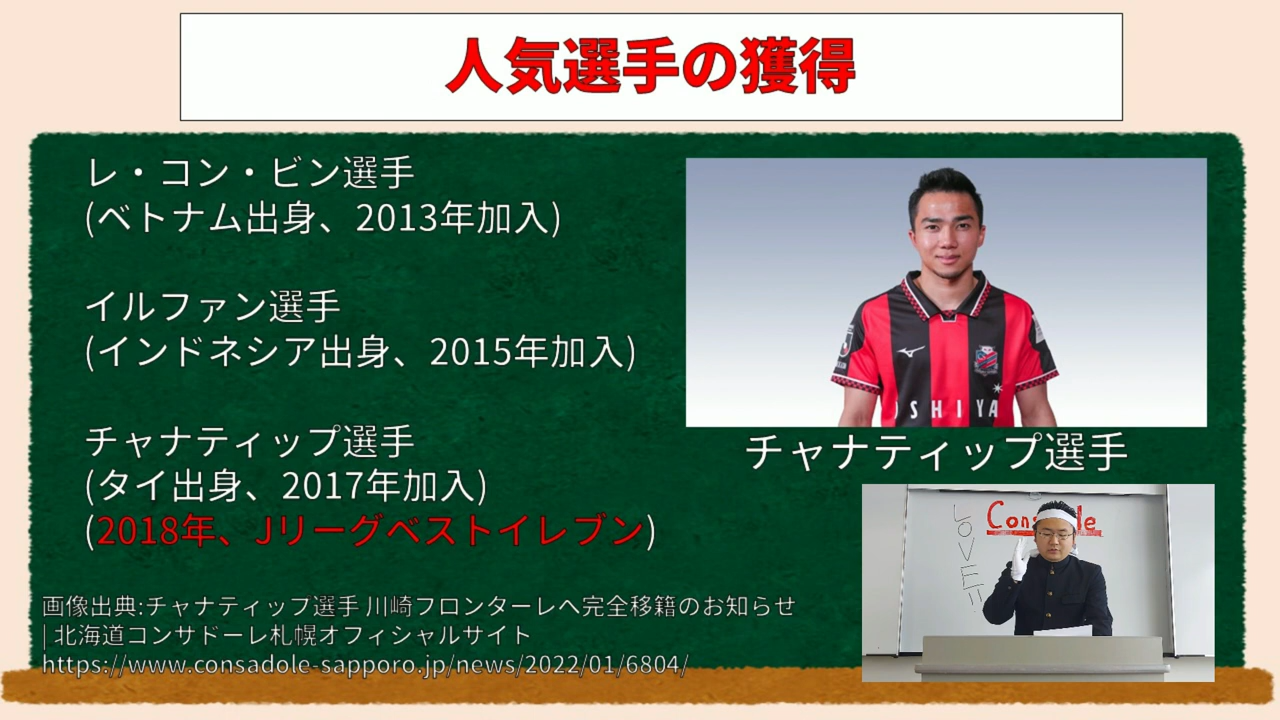 人気選手の獲得
レ・コン・ビン選手
(ベトナム出身、2013年加入)
イルファン選手
(インドネシア出身、2015年加入)
チャナティップ選手
(タイ出身、2017年加入)
(2018年、Jリーグベストイレブン)
ISHIYA
チャナティップ選手
LOVE!!
画像出典:チャナティップ選手 川崎フロンターレへ完全移籍のお知らせ
| 北海道コンサドーレ札幌オフィシャルサイト
https://www.consadole-sapporo.jp/news/2022/01/6804/